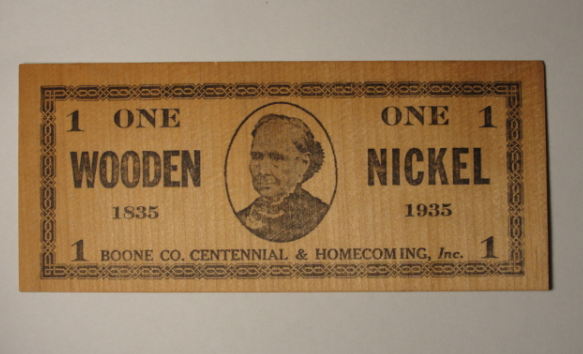 1 ONE ONE 1
WOODEN NICKEL
1835 1935
1 BOONE CO. CENTENNIAL & HOMECOMING, Inc. 1